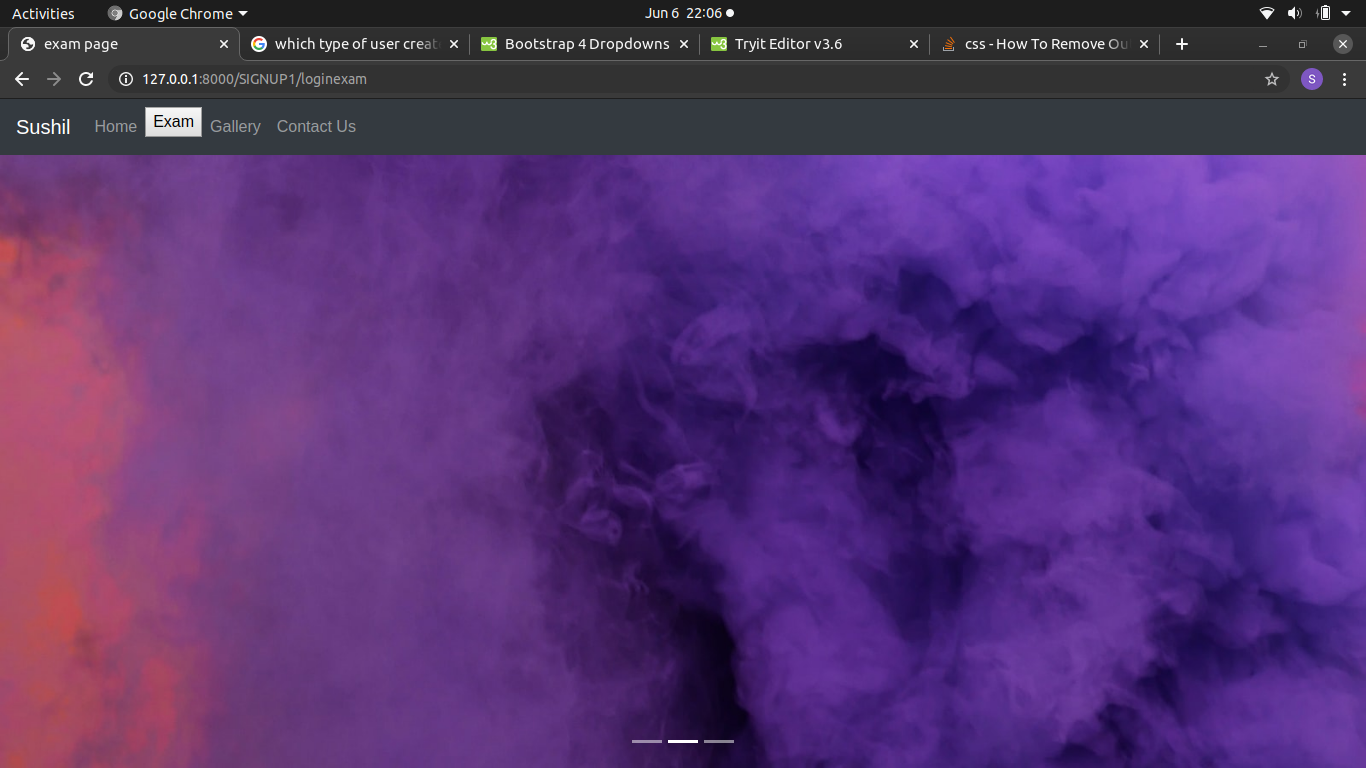 Activities Google Chrome Jun 6 22:06
exam page which type of user creat Bootstrap 4 Dropdowns Tryit Editor v3.6 css - How To Remove Ou
127.0.0.1:8000/SIGNUP1/loginexam S
Sushil Home Exam Gallery Contact Us